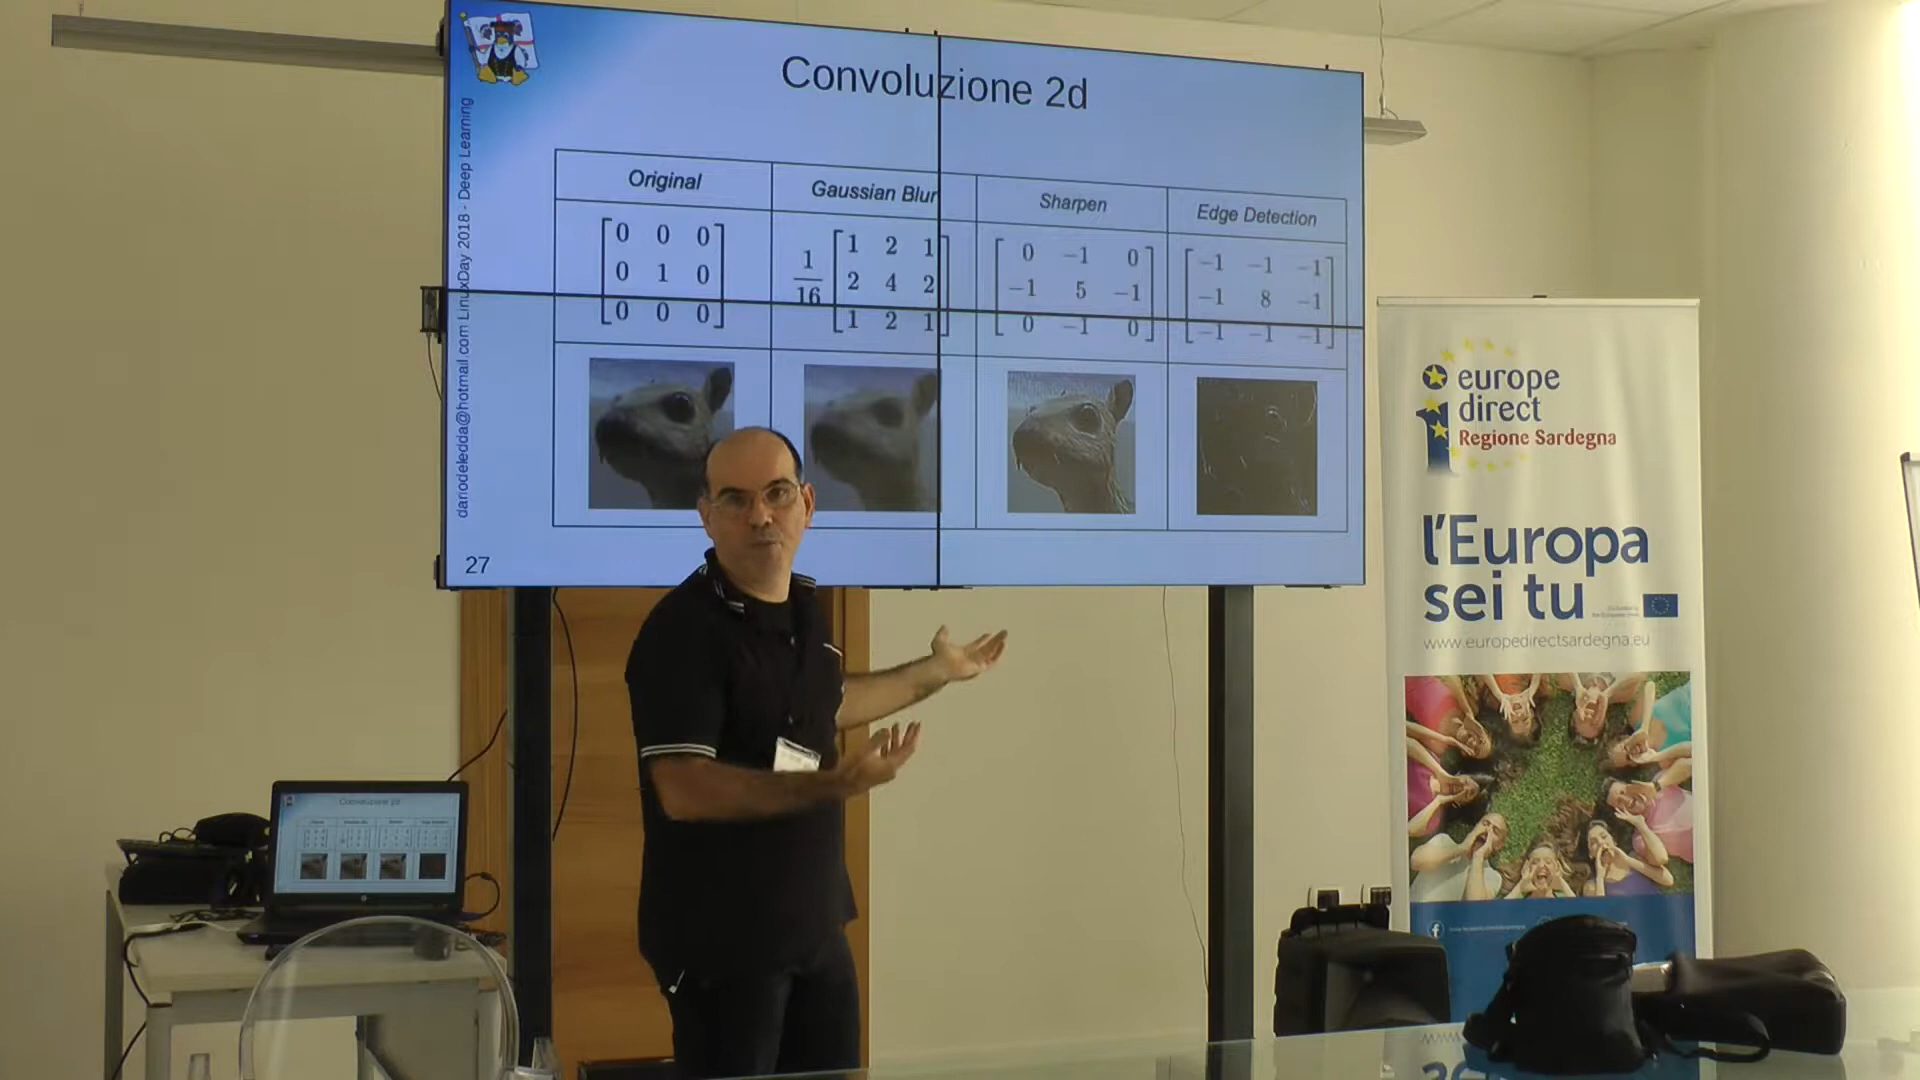 Convoluzione 2d
dariodeledda@hotmail.com LinuxDay 2018 - Deep Learning
Original Gaussian Blur Sharpen Edge Detection
0 0 0
0 1 0
0 0 0
1
16
1 2 1
2 4 2
1 2 1
0 -1 0
-1 5 -1
0 -1 0
-1 -1 -1
-1 8 -1
-1 -1 -1
27
europe
direct
Regione Sardegna
l'Europa
sei tu
www.europedirectsardegna.eu
Convoluzione 2d